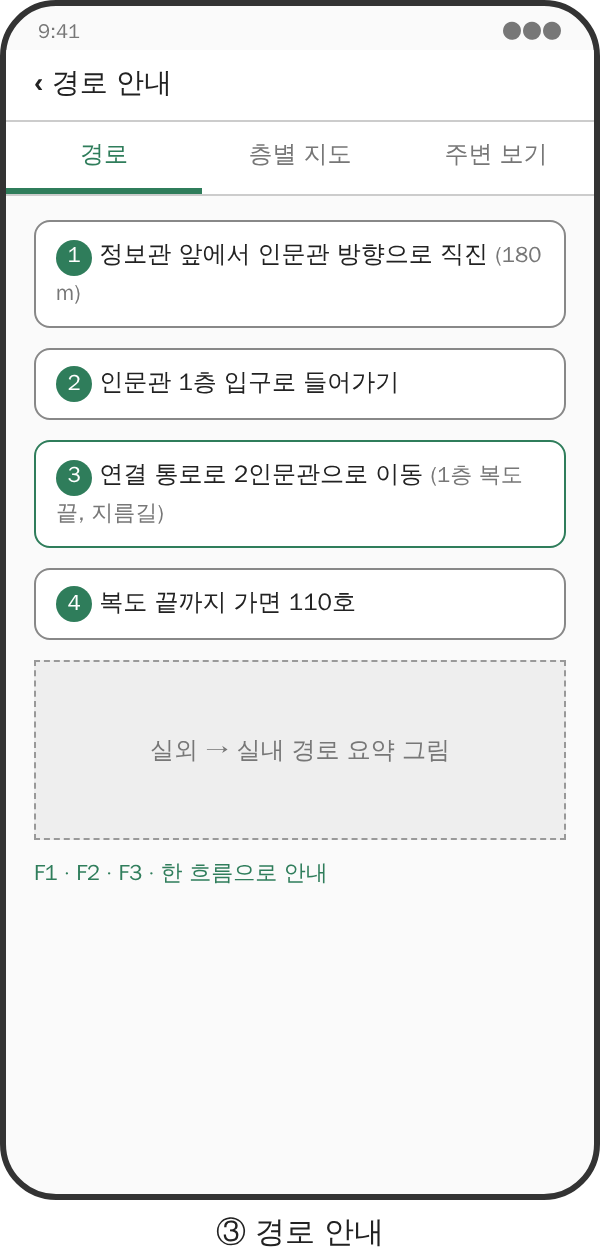 9:41
‹ 경로 안내
경로 층별 지도 주변 보기
1 정보관 앞에서 인문관 방향으로 직진 (180
m)
2 인문관 1층 입구로 들어가기
3 연결 통로로 2인문관으로 이동 (1층 복도
끝, 지름길)
4 복도 끝까지 가면 110호
실외 → 실내 경로 요약 그림
F1 · F2 · F3 · 한 흐름으로 안내
③ 경로 안내